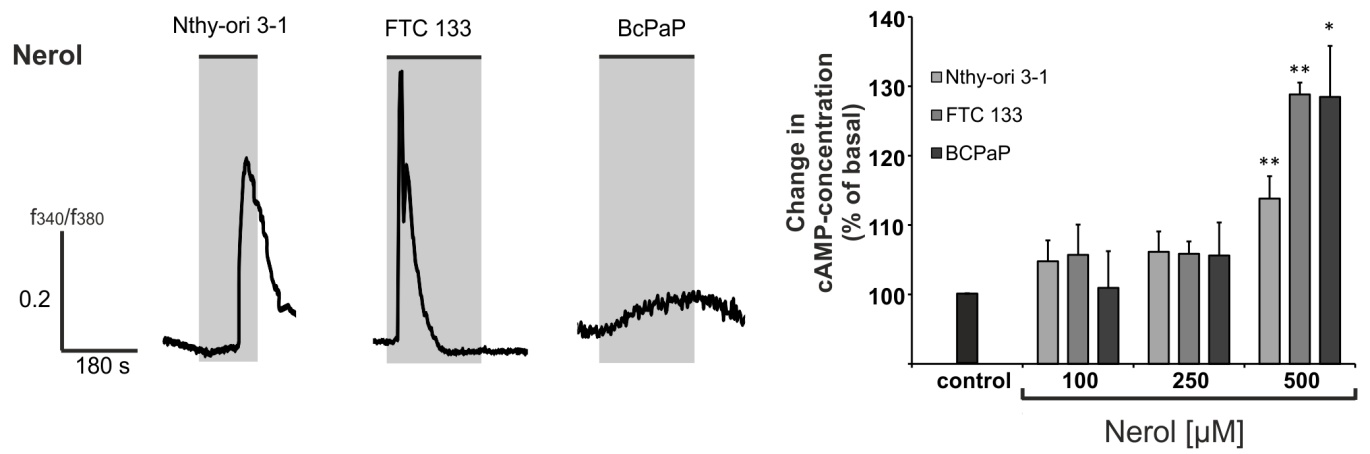 Nerol
Nthy-ori 3-1
FTC 133
BcPaP
f340/f380
0.2
180 s
Change in
cAMP-concentration
(% of basal)
140
130
120
110
100
Nthy-ori 3-1
FTC 133
BCPaP
**
**
*
control
100
250
500
Nerol [µM]